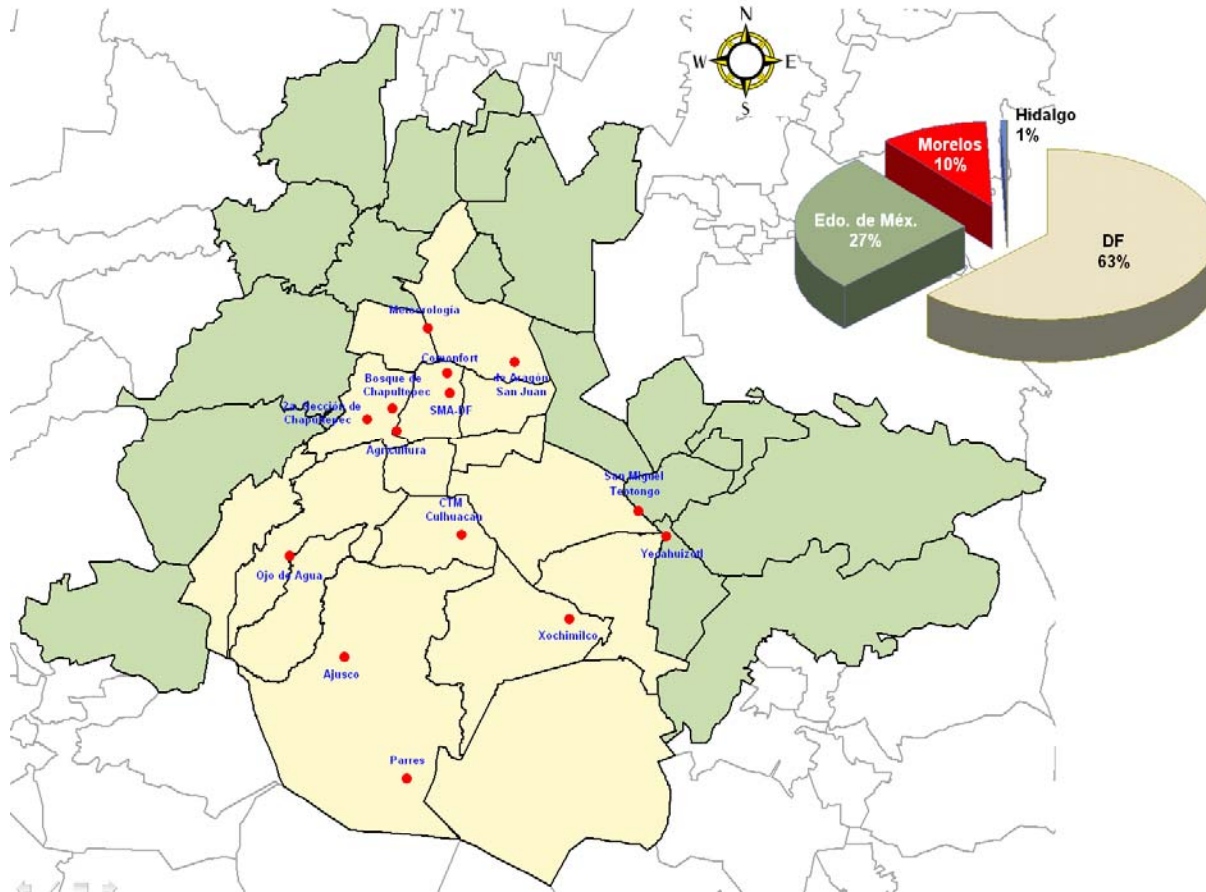 N
W E
S
Hidalgo
1%
Morelos
10%
Edo. de Méx.
27%
DF
63%
Meteorología
Comonfort
de Aragón
San Juan
Bosque de
Chapultepec
SMA-DF
2a. Sección de
Chapultepec
Agricultura
San Miguel
Teotongo
CTM
Culhuacán
Yecahuizotl
Ojo de Agua
Xochimilco
Ajusco
Parres